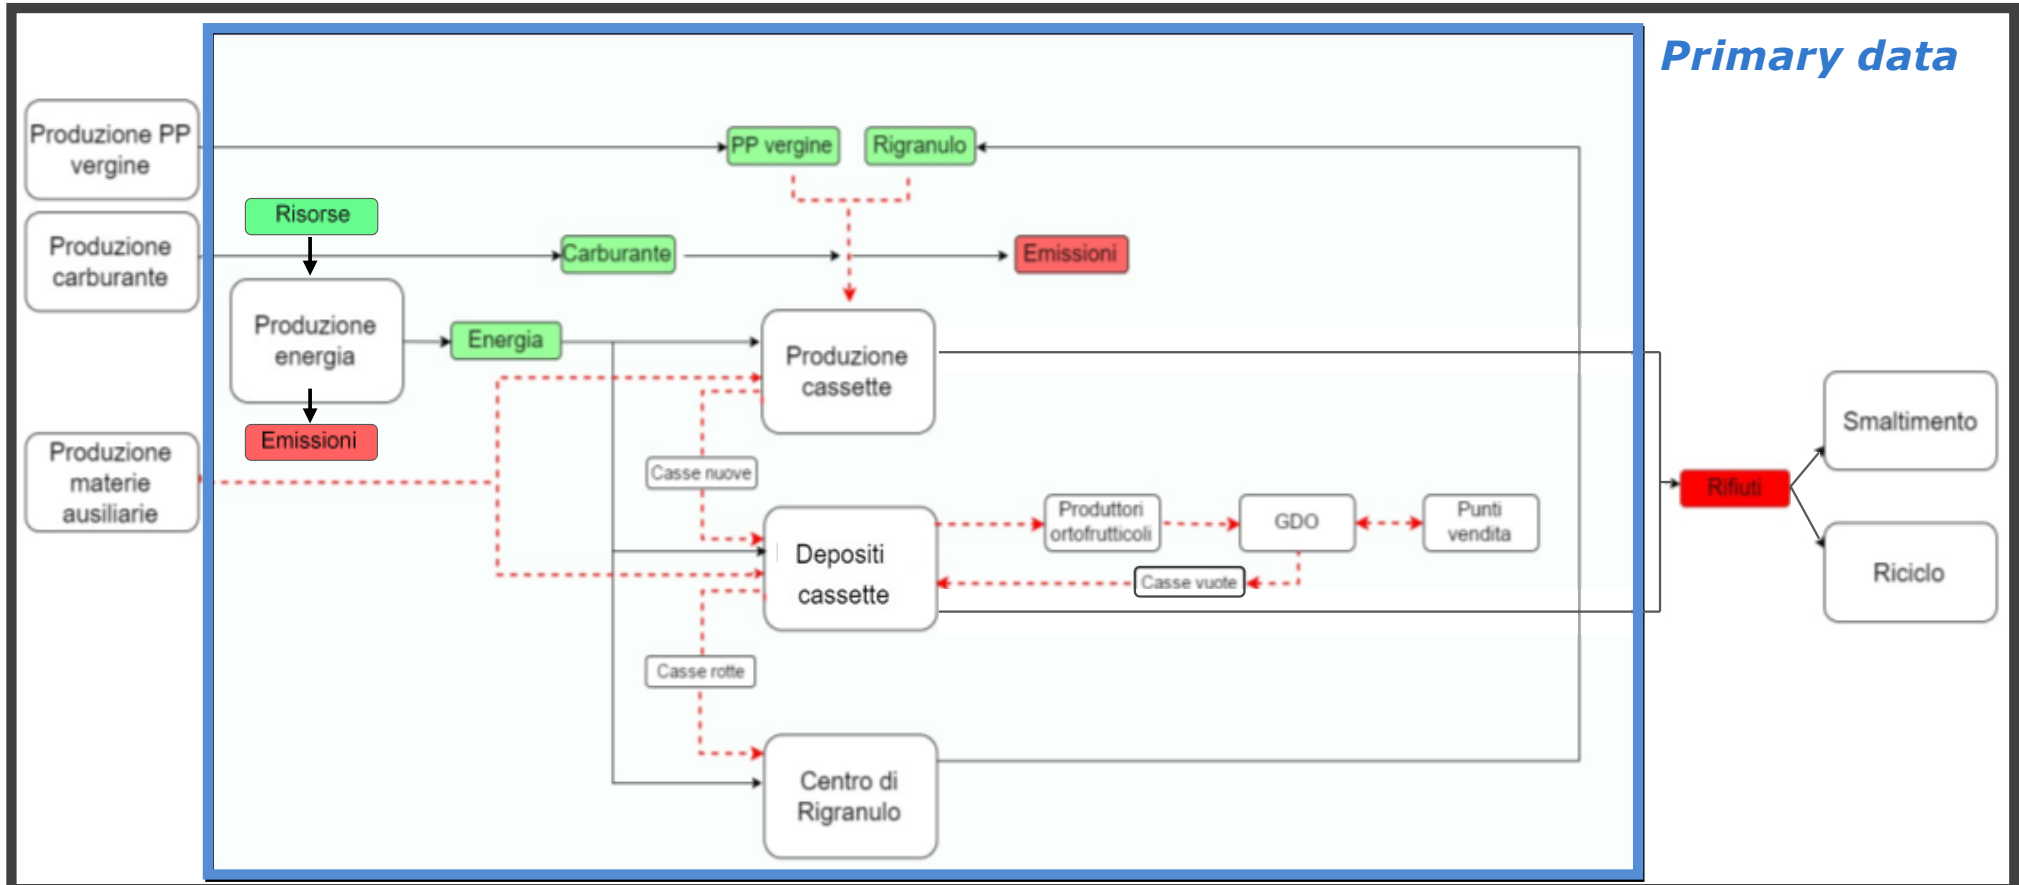 Primary data
Produzione PP
vergine
PP vergine
Rigranulo
Risorse
Produzione
carburante
Carburante
Emissioni
Produzione
energia
Energia
Produzione
cassette
Emissioni
Produzione
materie
ausiliarie
Casse nuove
Smaltimento
Depositi
cassette
Produttori
ortofrutticoli
GDO
Punti
vendita
Rifiuti
Casse vuote
Riciclo
Casse rotte
Centro di
Rigranulo